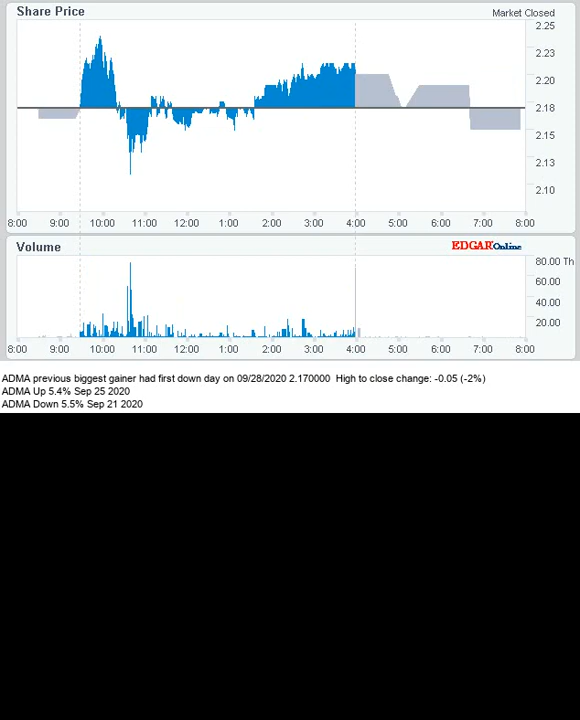 Share Price
Market Closed
2.25
2.23
2.20
2.18
2.15
2.13
2.10
8:00 9:00 10:00 11:00 12:00 1:00 2:00 3:00 4:00 5:00 6:00 7:00 8:00
Volume
EDGAR Online
80.00 Th
60.00
40.00
20.00
8:00 9:00 10:00 11:00 12:00 1:00 2:00 3:00 4:00 5:00 6:00 7:00 8:00
ADMA previous biggest gainer had first down day on 09/28/2020 2.170000 High to close change: -0.05 (-2%)
ADMA Up 5.4% Sep 25 2020
ADMA Down 5.5% Sep 21 2020